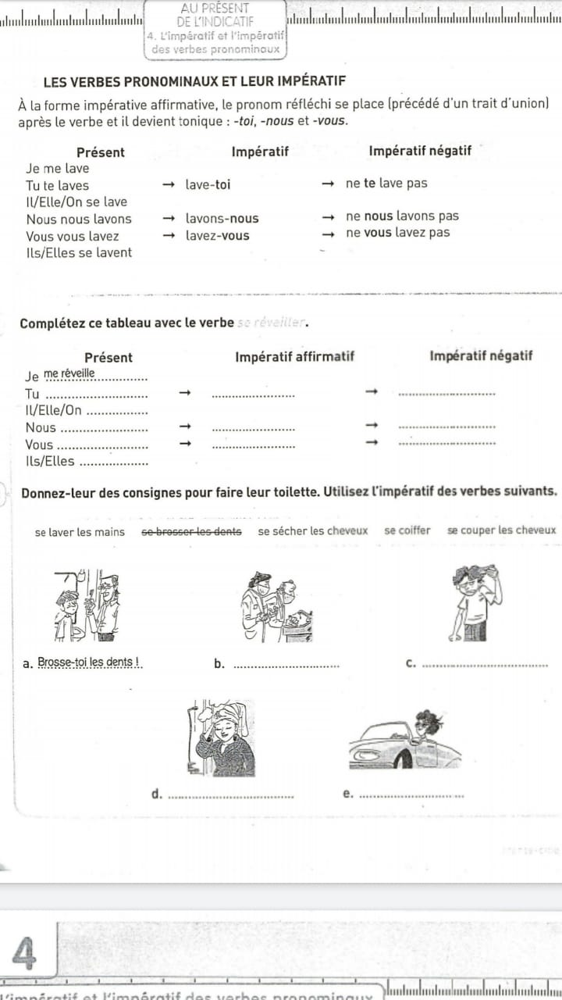 AU PRÉSENT
DE L'INDICATIF
4. L'impératif et l'impératif
des verbes pronominaux
LES VERBES PRONOMINAUX ET LEUR IMPÉRATIF
À la forme impérative affirmative, le pronom réfléchi se place (précédé d'un trait d'union)
après le verbe et il devient tonique : -toi, -nous et -vous.
Présent Impératif Impératif négatif
Je me lave
Tu te laves → lave-toi → ne te lave pas
Il/Elle/On se lave
Nous nous lavons → lavons-nous → ne nous lavons pas
Vous vous lavez → lavez-vous → ne vous lavez pas
Ils/Elles se lavent
Complétez ce tableau avec le verbe se réveiller.
Présent Impératif affirmatif Impératif négatif
Je me réveille
Tu ........ → ........ → ........
Il/Elle/On ........
Nous ........ → ........ → ........
Vous ........ → ........ → ........
Ils/Elles ........
Donnez-leur des consignes pour faire leur toilette. Utilisez l'impératif des verbes suivants.
se laver les mains se brosser les dents se sécher les cheveux se coiffer se couper les cheveux
a. Brosse-toi les dents ! b. ........ c. ........
d. ........ e. ........
4
L'impératif et l'impératif des verbes pronominaux